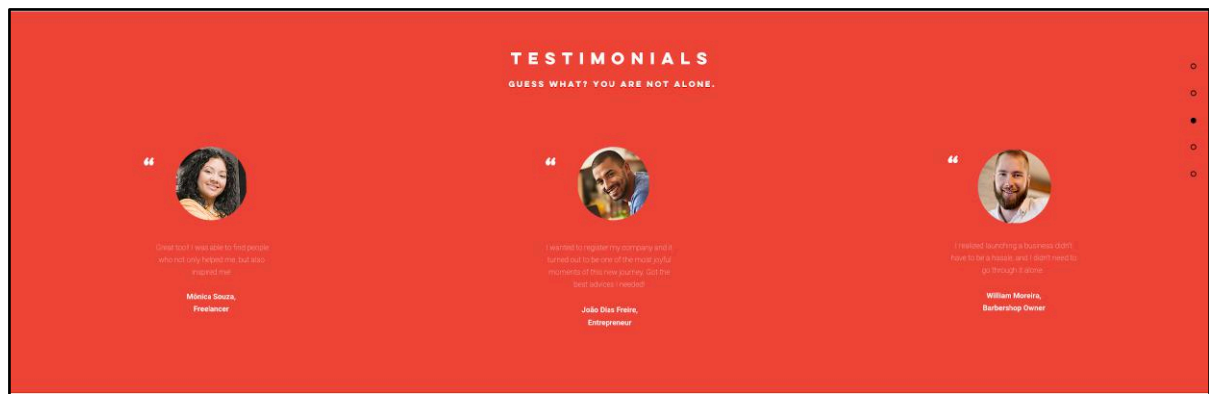 TESTIMONIALS
GUESS WHAT? YOU ARE NOT ALONE.
“
Great tool! I was able to find people
who not only helped me, but also
inspired me!
Mônica Souza,
Freelancer
“
I wanted to register my company and it
turned out to be one of the most joyful
moments of this new journey. Got the
best advices I needed!
João Dias Freire,
Entrepreneur
“
I realized launching a business didn't
have to be a hassle, and I didn't need to
go through it alone.
William Moreira,
Barbershop Owner